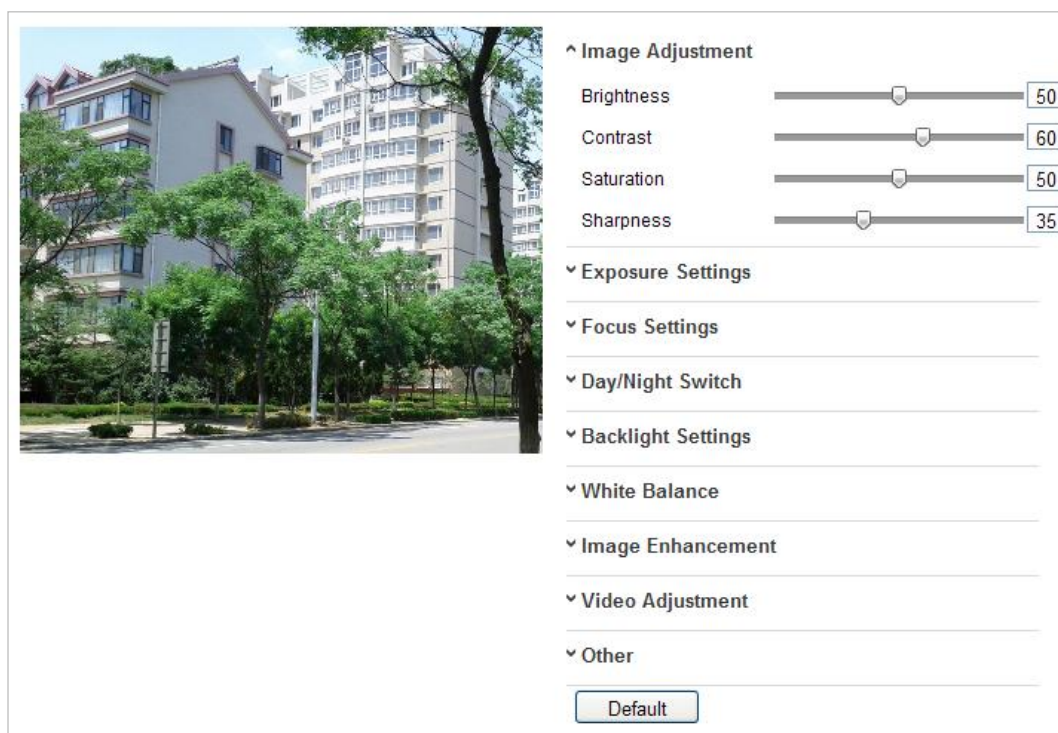 Image Adjustment
Brightness 50
Contrast 60
Saturation 50
Sharpness 35
Exposure Settings
Focus Settings
Day/Night Switch
Backlight Settings
White Balance
Image Enhancement
Video Adjustment
Other
Default